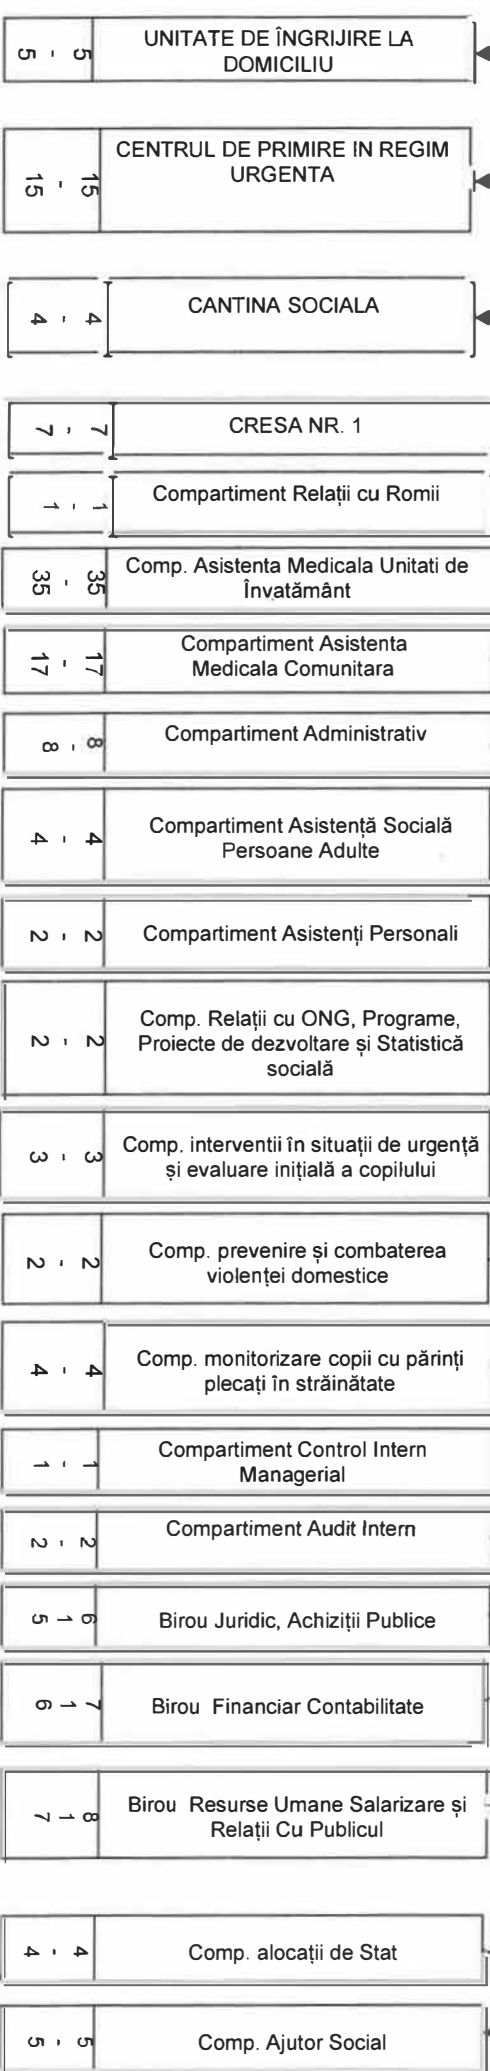 5 - 5
UNITATE DE ÎNGRIJIRE LA
DOMICILIU
15 - 15
CENTRUL DE PRIMIRE IN REGIM
URGENTA
4 - 4
CANTINA SOCIALA
7 - 7
CRESA NR. 1
1 - 1
Compartiment Relații cu Romii
35 - 35
Comp. Asistenta Medicala Unitati de
Învatământ
17 - 17
Compartiment Asistenta
Medicala Comunitara
8 - 8
Compartiment Administrativ
4 - 4
Compartiment Asistență Socială
Persoane Adulte
2 - 2
Compartiment Asistenți Personali
2 - 2
Comp. Relații cu ONG, Programe,
Proiecte de dezvoltare și Statistică
socială
3 - 3
Comp. interventii în situații de urgență
și evaluare inițială a copilului
2 - 2
Comp. prevenire și combaterea
violenței domestice
4 - 4
Comp. monitorizare copii cu părinți
plecați în străinătate
1 - 1
Compartiment Control Intern
Managerial
2 - 2
Compartiment Audit Intern
6 1 5
Birou Juridic, Achiziții Publice
7 1 6
Birou Financiar Contabilitate
8 1 7
Birou Resurse Umane Salarizare și
Relații Cu Publicul
4 - 4
Comp. alocații de Stat
5 - 5
Comp. Ajutor Social